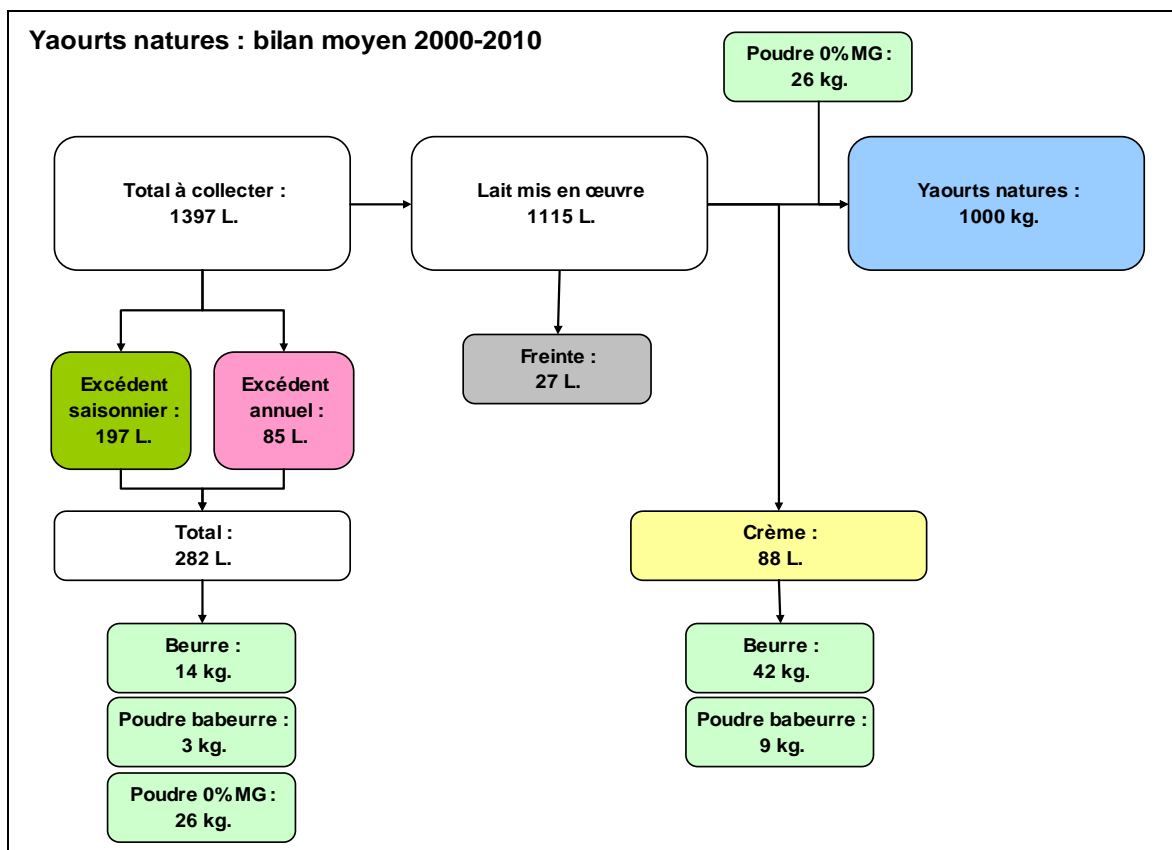 Yaourts natures : bilan moyen 2000-2010
Poudre 0%MG :
26 kg.
Total à collecter :
1397 L.
Lait mis en œuvre
1115 L.
Yaourts natures :
1000 kg.
Freinte :
27 L.
Excédent
saisonnier :
197 L.
Excédent
annuel :
85 L.
Total :
282 L.
Crème :
88 L.
Beurre :
14 kg.
Poudre babeurre :
3 kg.
Poudre 0%MG :
26 kg.
Beurre :
42 kg.
Poudre babeurre :
9 kg.